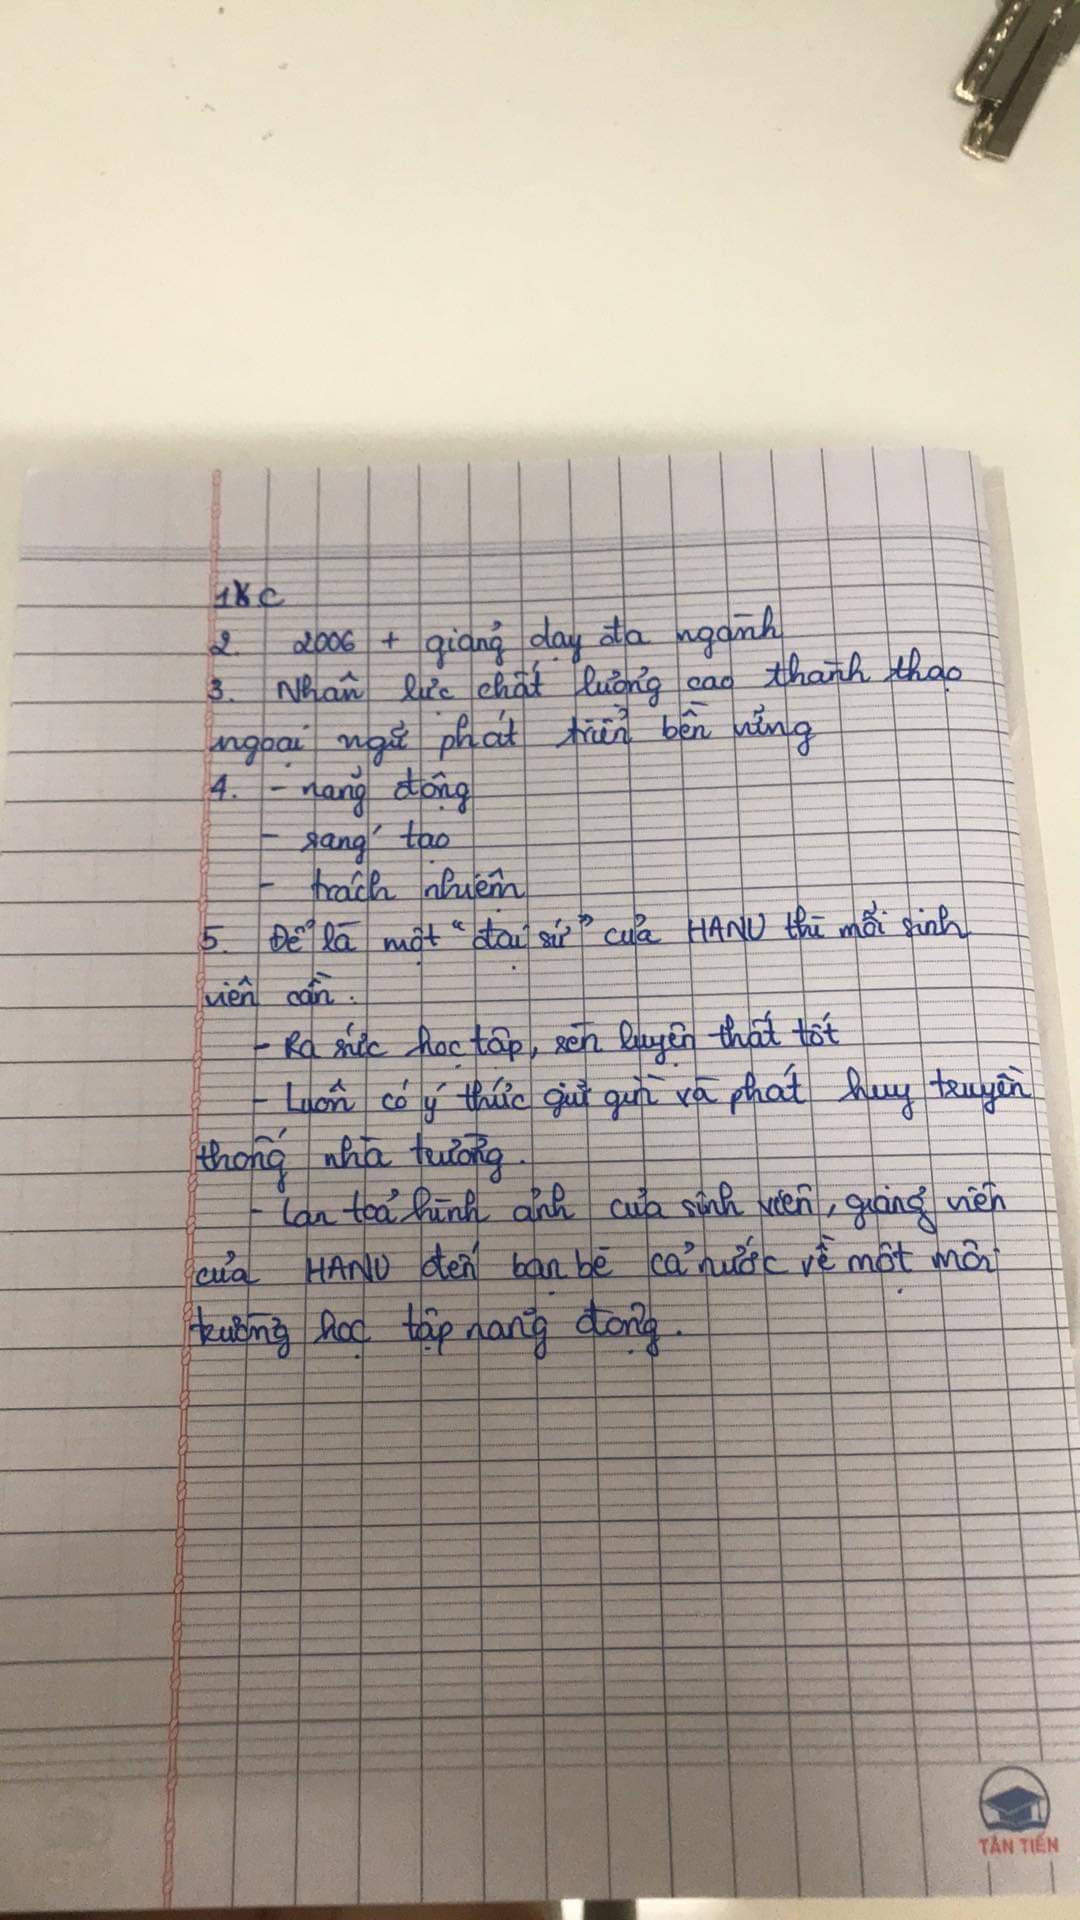 1 C
2. 2006 + giảng dạy đa ngành
3. Nhân lực chất lượng cao thành thạo
ngoại ngữ phát triển bền vững
4. - năng động
- sáng tạo
- trách nhiệm
5. Để là một "đại sứ" của HANU thì mỗi sinh
viên cần.
- Ra sức học tập, rèn luyện thật tốt
- Luôn có ý thức giữ gìn và phát huy truyền
thống nhà trường.
- Lan toả hình ảnh của sinh viên, giảng viên
của HANU đến bạn bè cả nước về một môi
trường học tập năng động.
TÂN TIẾN